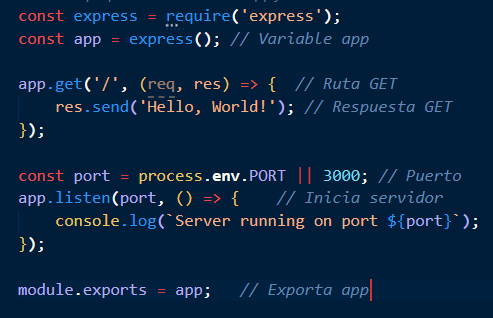 const express = require('express');
const app = express(); // Variable app
app.get('/', (req, res) => {  // Ruta GET
    res.send('Hello, World!'); // Respuesta GET
});
const port = process.env.PORT || 3000; // Puerto
app.listen(port, () => {    // Inicia servidor
    console.log(`Server running on port ${port}`);
});
module.exports = app;   // Exporta app